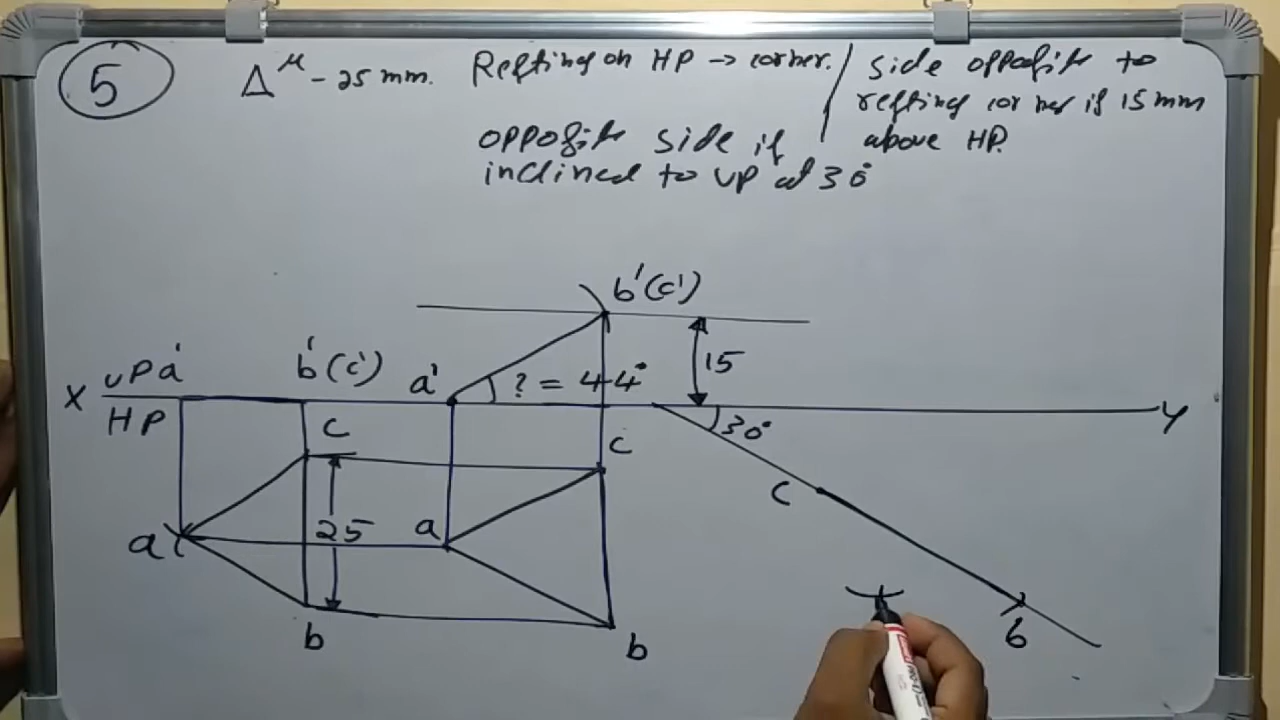 5
Δ^le - 25 mm. Resting on HP → corner. / side opposite to
resting corner is 15 mm
opposite side is above HP.
inclined to VP at 30°
b'(c')
15
VP a' b'(c') a' ? = 44°
X Y
HP 30°
c c
c
a 25 a
b b b